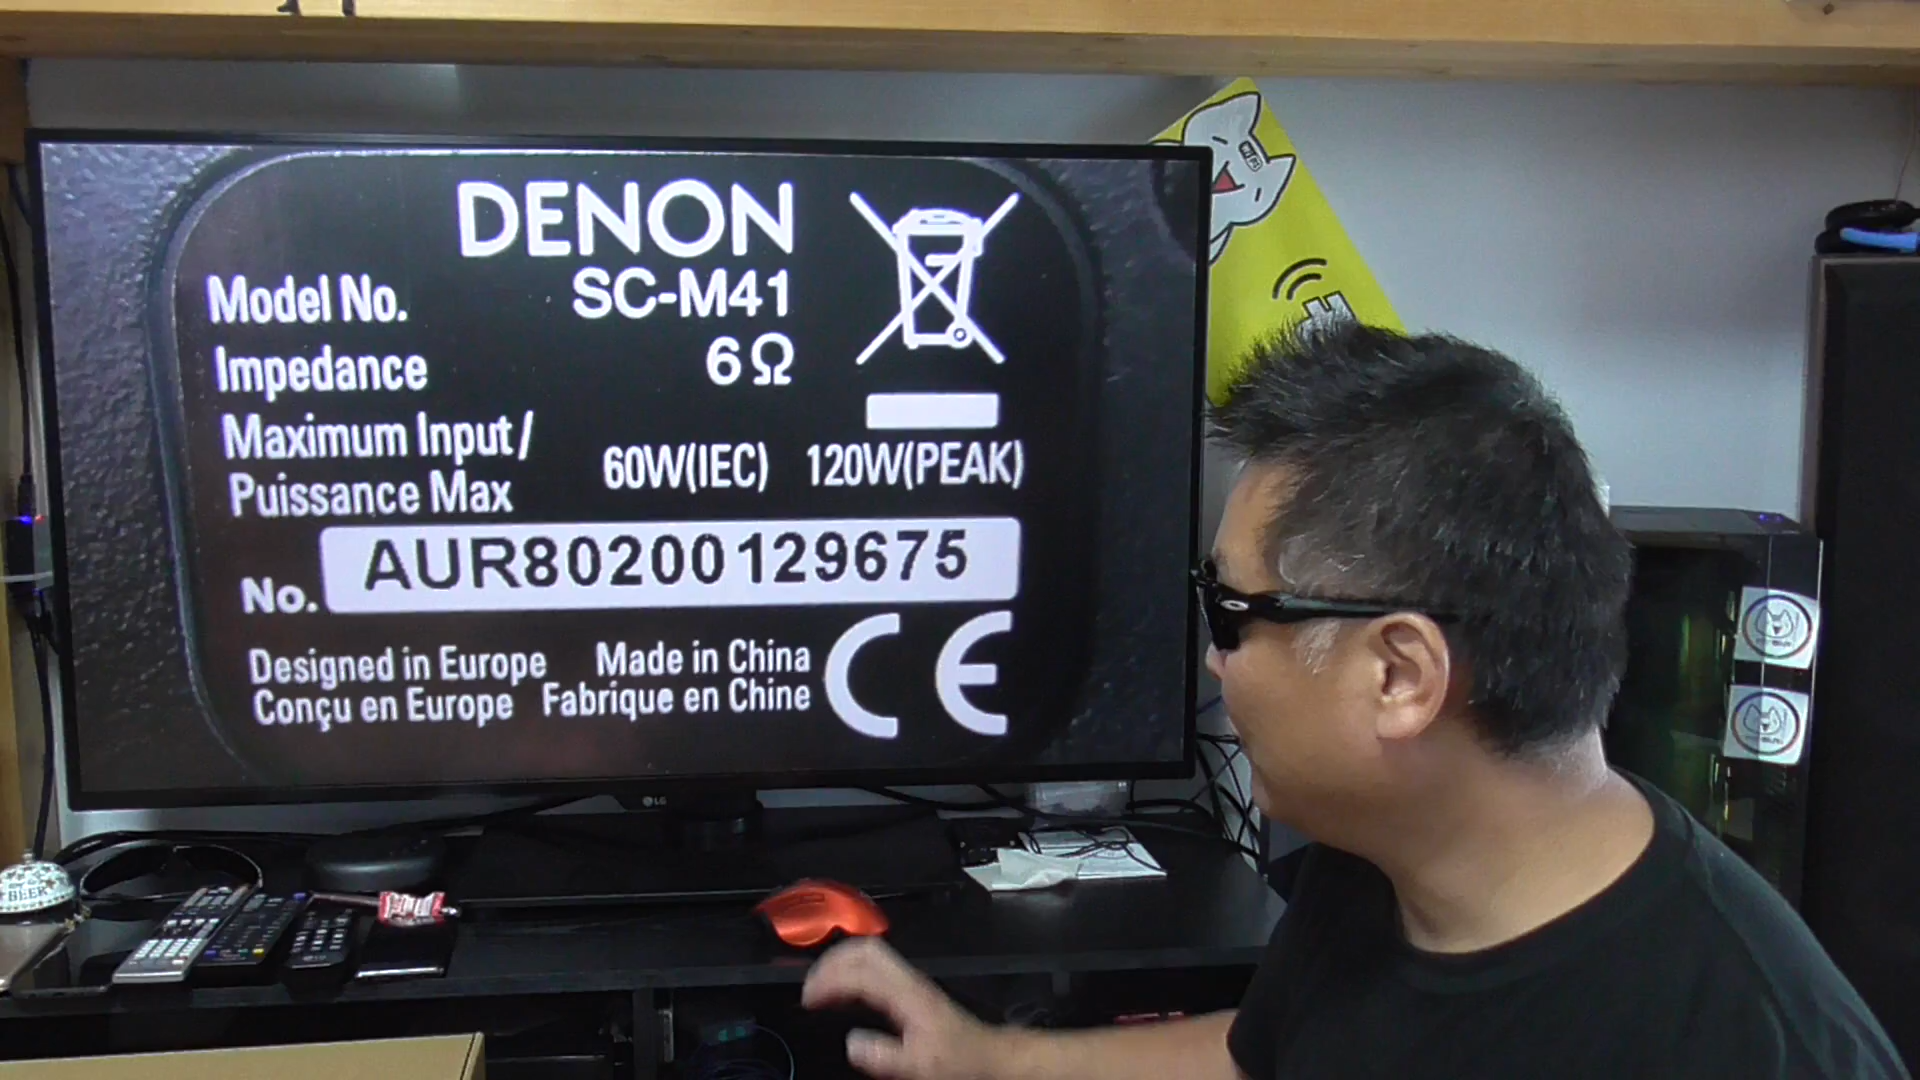 DENON
Model No. SC-M41
Impedance 6Ω
Maximum Input/
Puissance Max 60W(IEC) 120W(PEAK)
No. AUR80200129675
Designed in Europe Made in China
Conçu en Europe Fabrique en Chine
CE
LG
BEER